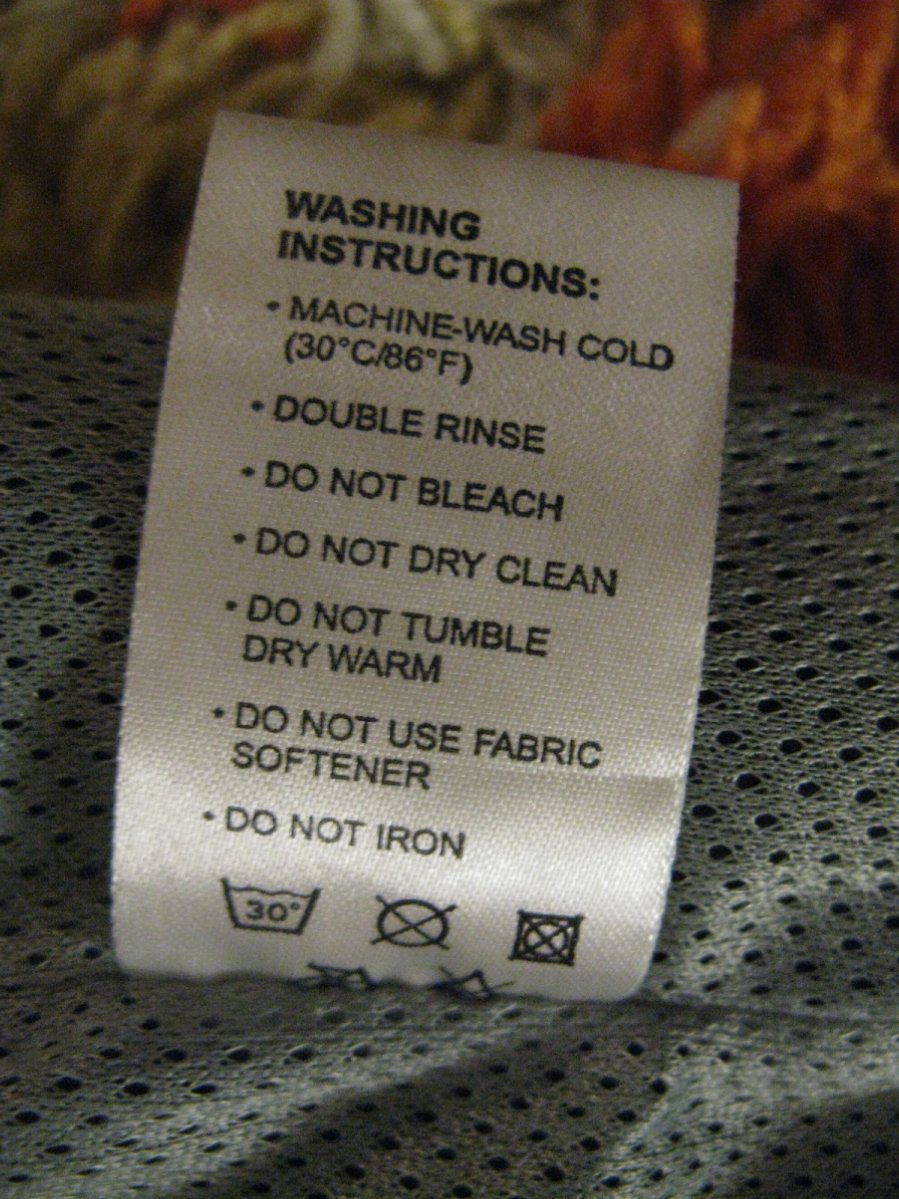 WASHING
INSTRUCTIONS:
• MACHINE-WASH COLD
(30°C/86°F)
• DOUBLE RINSE
• DO NOT BLEACH
• DO NOT DRY CLEAN
• DO NOT TUMBLE
DRY WARM
• DO NOT USE FABRIC
SOFTENER
• DO NOT IRON
30°